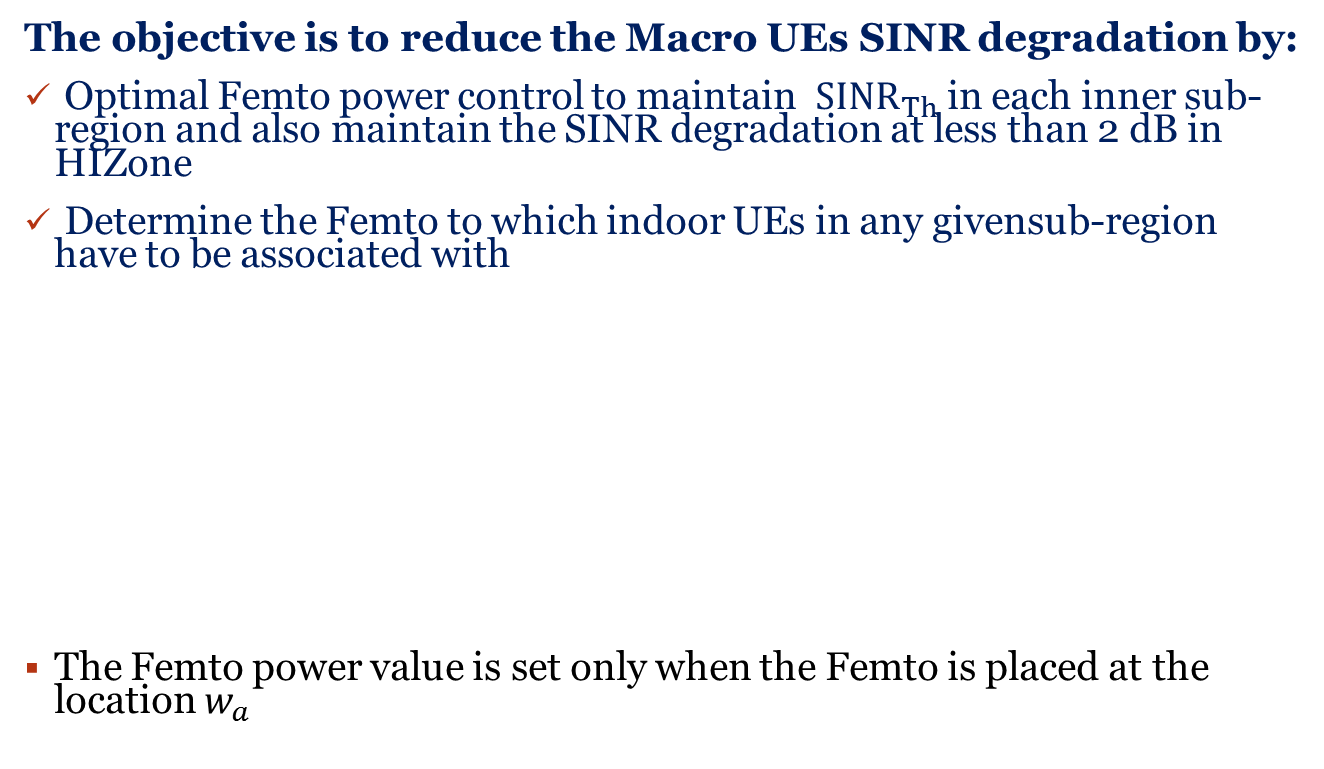 The objective is to reduce the Macro UEs SINR degradation by:
✓ Optimal Femto power control to maintain SINR_Th in each inner sub-
region and also maintain the SINR degradation at less than 2 dB in
HIZone
✓ Determine the Femto to which indoor UEs in any givensub-region
have to be associated with
▪ The Femto power value is set only when the Femto is placed at the
location w_a